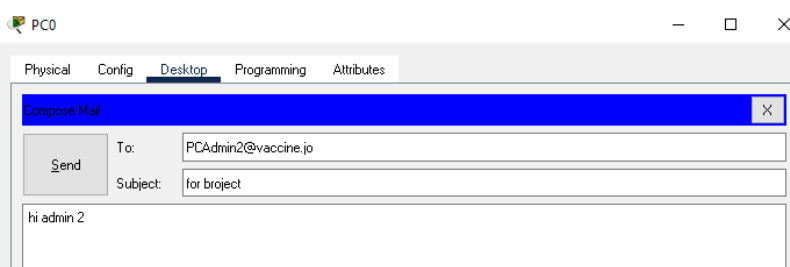 PC0
Physical Config Desktop Programming Attributes
Compose Mail
X
Send
To:
PCAdmin2@vaccine.jo
Subject:
for broject
hi admin 2